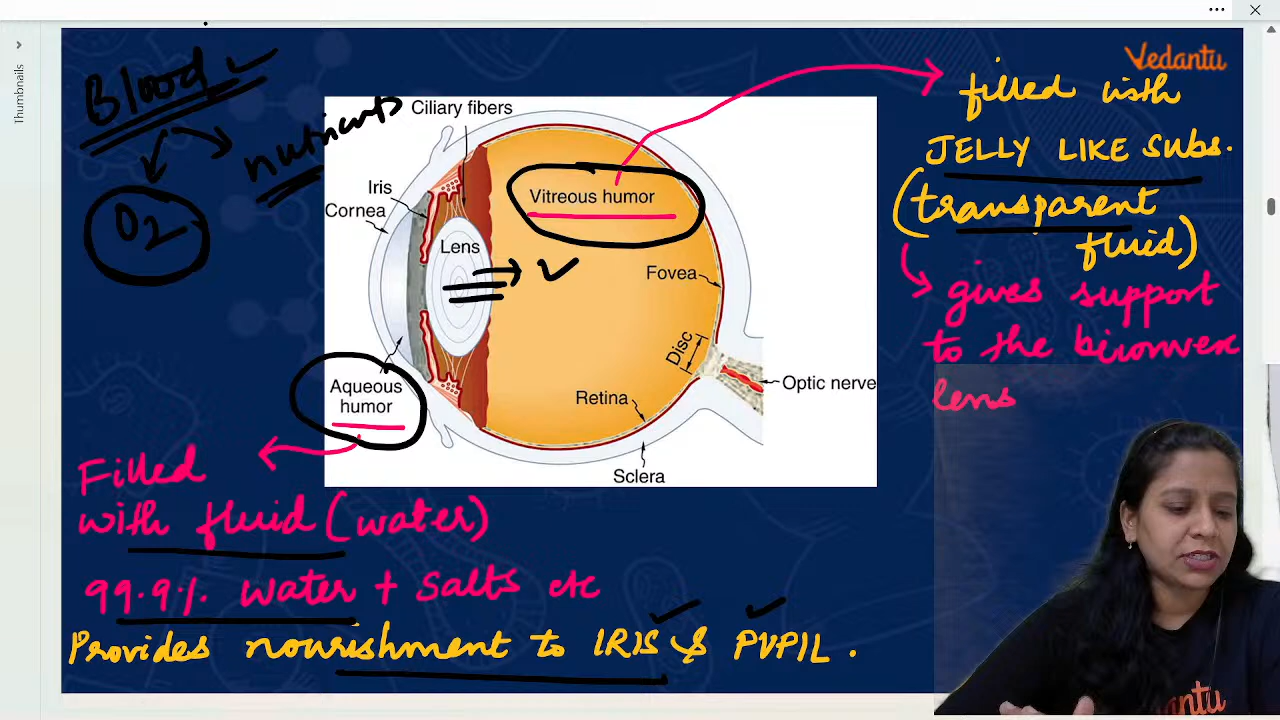 Thumbnails
Vedantu
Blood
nutrients
O2
Ciliary fibers
Iris
Cornea
Lens
Vitreous humor
Fovea
Disc
Aqueous
humor
Optic nerve
Retina
Sclera
filled with
JELLY LIKE SUBS.
(transparent
fluid)
gives support
to the biconvex
lens
Filled
with fluid (water)
99.9% water + salts etc
Provides nourishment to IRIS & PUPIL.